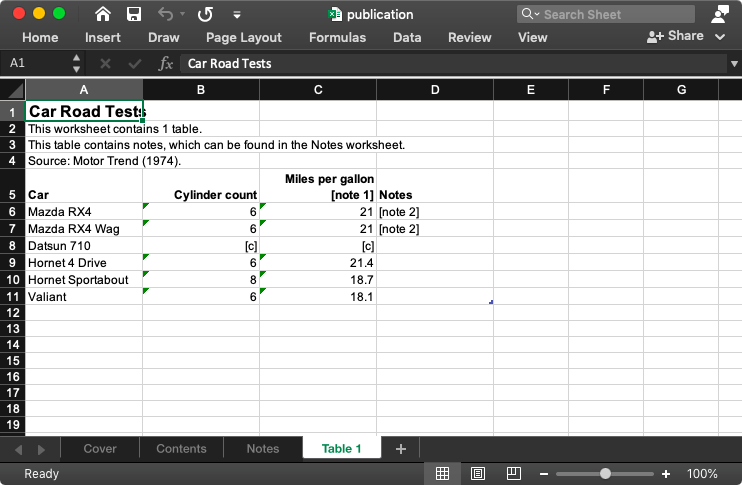 publication
Search Sheet
Home Insert Draw Page Layout Formulas Data Review View Share
A1 fx Car Road Tests
A B C D E F G
1 Car Road Tests
2 This worksheet contains 1 table.
3 This table contains notes, which can be found in the Notes worksheet.
4 Source: Motor Trend (1974).
Miles per gallon
5 Car Cylinder count [note 1] Notes
6 Mazda RX4 6 21 [note 2]
7 Mazda RX4 Wag 6 21 [note 2]
8 Datsun 710 [c] [c]
9 Hornet 4 Drive 6 21.4
10 Hornet Sportabout 8 18.7
11 Valiant 6 18.1
12
13
14
15
16
17
18
19
Cover Contents Notes Table 1 +
Ready - + 100%